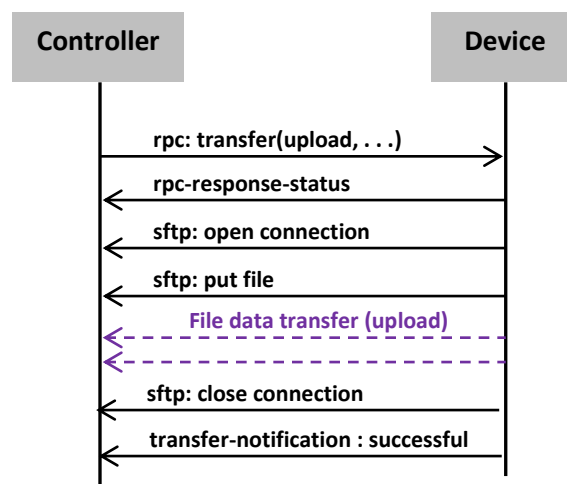 Controller
Device
rpc: transfer(upload, . . .)
rpc-response-status
sftp: open connection
sftp: put file
File data transfer (upload)
sftp: close connection
transfer-notification : successful